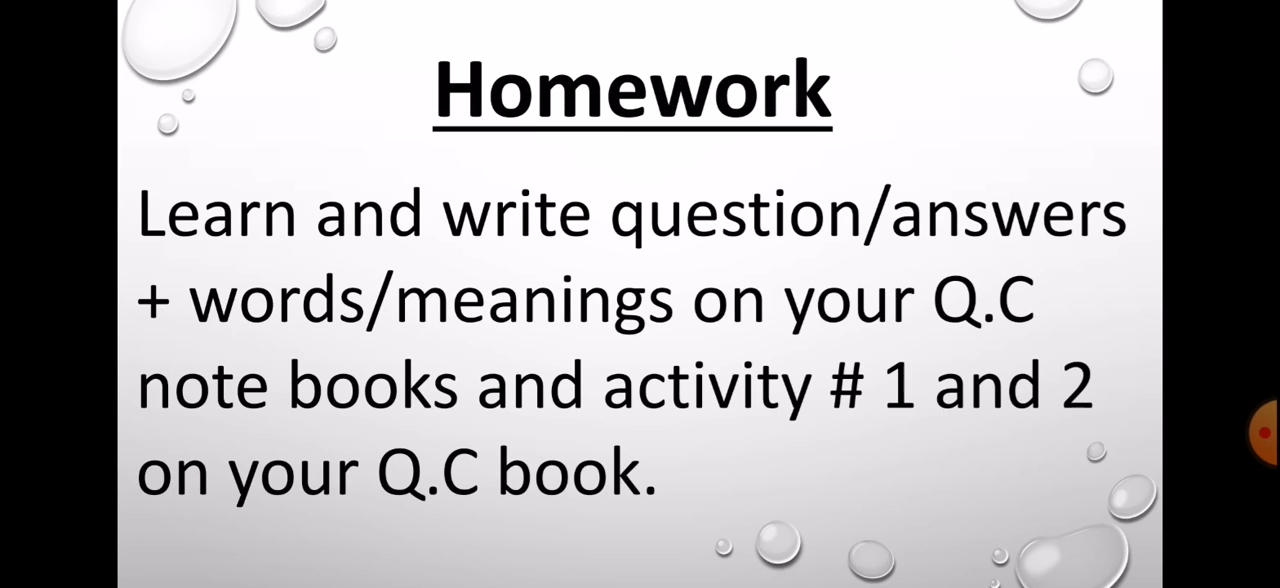 Homework
Learn and write question/answers
+ words/meanings on your Q.C
note books and activity # 1 and 2
on your Q.C book.